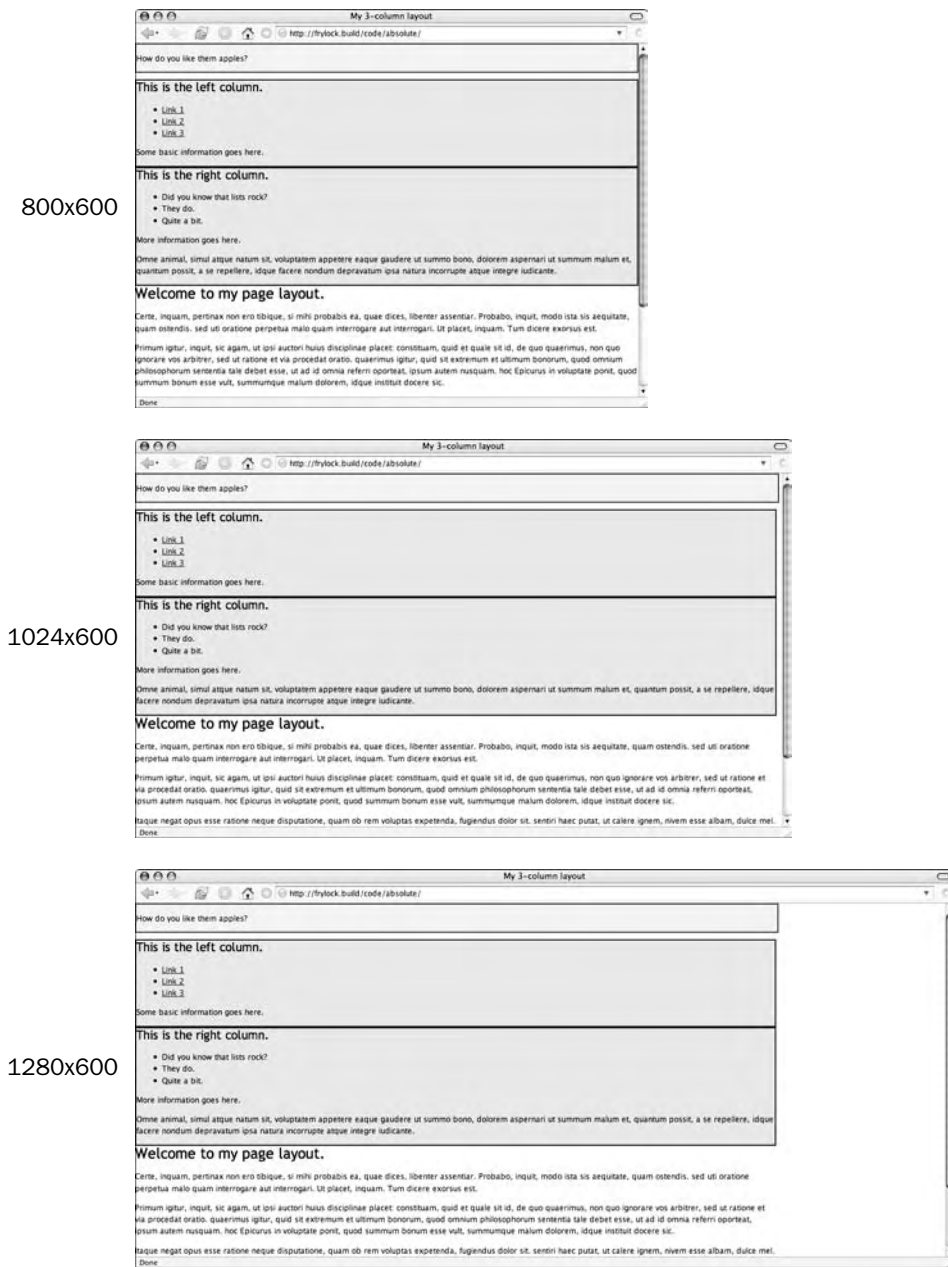 My 3-column layout
http://frylock.build/code/absolute/
How do you like them apples?
This is the left column.
• Link 1
• Link 2
• Link 3
Some basic information goes here.
This is the right column.
• Did you know that lists rock?
• They do.
• Quite a bit.
More information goes here.
Omne animal, simul atque natum sit, voluptatem appetere eaque gaudere ut summo bono, dolorem aspernari ut summum malum et,
quantum possit, a se repellere, idque facere nondum depravatum ipsa natura incorrupte atque integre iudicante.
Welcome to my page layout.
Certe, inquam, pertinax non ero tibique, si mihi probabis ea, quae dices, libenter assentiar. Probabo, inquit, modo ista sis aequitate,
quam ostendis. sed uti oratione perpetua malo quam interrogare aut interrogari. Ut placet, inquam. Tum dicere exorsus est.
Primum igitur, inquit, sic agam, ut ipsi auctori huius disciplinae placet: constituam, quid et quale sit id, de quo quaerimus, non quo
ignorare vos arbitrer, sed ut ratione et via procedat oratio. quaerimus igitur, quid sit extremum et ultimum bonorum, quod omnium
philosophorum sententia tale debet esse, ut ad id omnia referri oporteat, ipsum autem nusquam. hoc Epicurus in voluptate ponit, quod
summum bonum esse vult, summumque malum dolorem, idque instituit docere sic.
Done
800x600
My 3-column layout
http://frylock.build/code/absolute/
How do you like them apples?
This is the left column.
• Link 1
• Link 2
• Link 3
Some basic information goes here.
This is the right column.
• Did you know that lists rock?
• They do.
• Quite a bit.
More information goes here.
Omne animal, simul atque natum sit, voluptatem appetere eaque gaudere ut summo bono, dolorem aspernari ut summum malum et, quantum possit, a se repellere, idque
facere nondum depravatum ipsa natura incorrupte atque integre iudicante.
Welcome to my page layout.
Certe, inquam, pertinax non ero tibique, si mihi probabis ea, quae dices, libenter assentiar. Probabo, inquit, modo ista sis aequitate, quam ostendis. sed uti oratione
perpetua malo quam interrogare aut interrogari. Ut placet, inquam. Tum dicere exorsus est.
Primum igitur, inquit, sic agam, ut ipsi auctori huius disciplinae placet: constituam, quid et quale sit id, de quo quaerimus, non quo ignorare vos arbitrer, sed ut ratione et
via procedat oratio. quaerimus igitur, quid sit extremum et ultimum bonorum, quod omnium philosophorum sententia tale debet esse, ut ad id omnia referri oporteat,
ipsum autem nusquam. hoc Epicurus in voluptate ponit, quod summum bonum esse vult, summumque malum dolorem, idque instituit docere sic.
Itaque negat opus esse ratione neque disputatione, quam ob rem voluptas expetenda, fugiendus dolor sit. sentiri haec putat, ut calere ignem, nivem esse albam, dulce mel.
Done
1024x600
My 3-column layout
http://frylock.build/code/absolute/
How do you like them apples?
This is the left column.
• Link 1
• Link 2
• Link 3
Some basic information goes here.
This is the right column.
• Did you know that lists rock?
• They do.
• Quite a bit.
More information goes here.
Omne animal, simul atque natum sit, voluptatem appetere eaque gaudere ut summo bono, dolorem aspernari ut summum malum et, quantum possit, a se repellere, idque
facere nondum depravatum ipsa natura incorrupte atque integre iudicante.
Welcome to my page layout.
Certe, inquam, pertinax non ero tibique, si mihi probabis ea, quae dices, libenter assentiar. Probabo, inquit, modo ista sis aequitate, quam ostendis. sed uti oratione
perpetua malo quam interrogare aut interrogari. Ut placet, inquam. Tum dicere exorsus est.
Primum igitur, inquit, sic agam, ut ipsi auctori huius disciplinae placet: constituam, quid et quale sit id, de quo quaerimus, non quo ignorare vos arbitrer, sed ut ratione et
via procedat oratio. quaerimus igitur, quid sit extremum et ultimum bonorum, quod omnium philosophorum sententia tale debet esse, ut ad id omnia referri oporteat,
ipsum autem nusquam. hoc Epicurus in voluptate ponit, quod summum bonum esse vult, summumque malum dolorem, idque instituit docere sic.
Itaque negat opus esse ratione neque disputatione, quam ob rem voluptas expetenda, fugiendus dolor sit. sentiri haec putat, ut calere ignem, nivem esse albam, dulce mel.
Done
1280x600